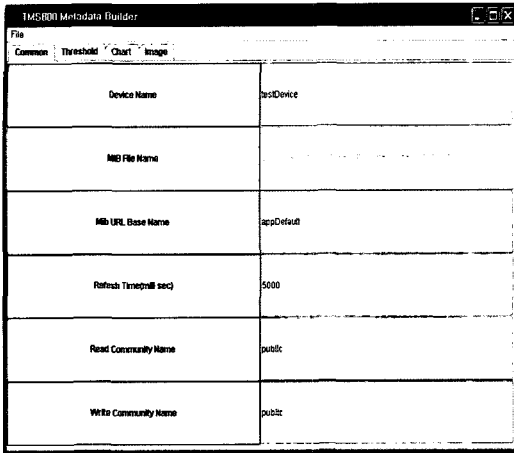 TMS800 Metadata Builder
File
Common Threshold Chart Image
Device Name testDevice
MIB File Name
Mib URL Base Name appDefault
Refesh Time(mili sec) 5000
Read Community Name public
Write Community Name public